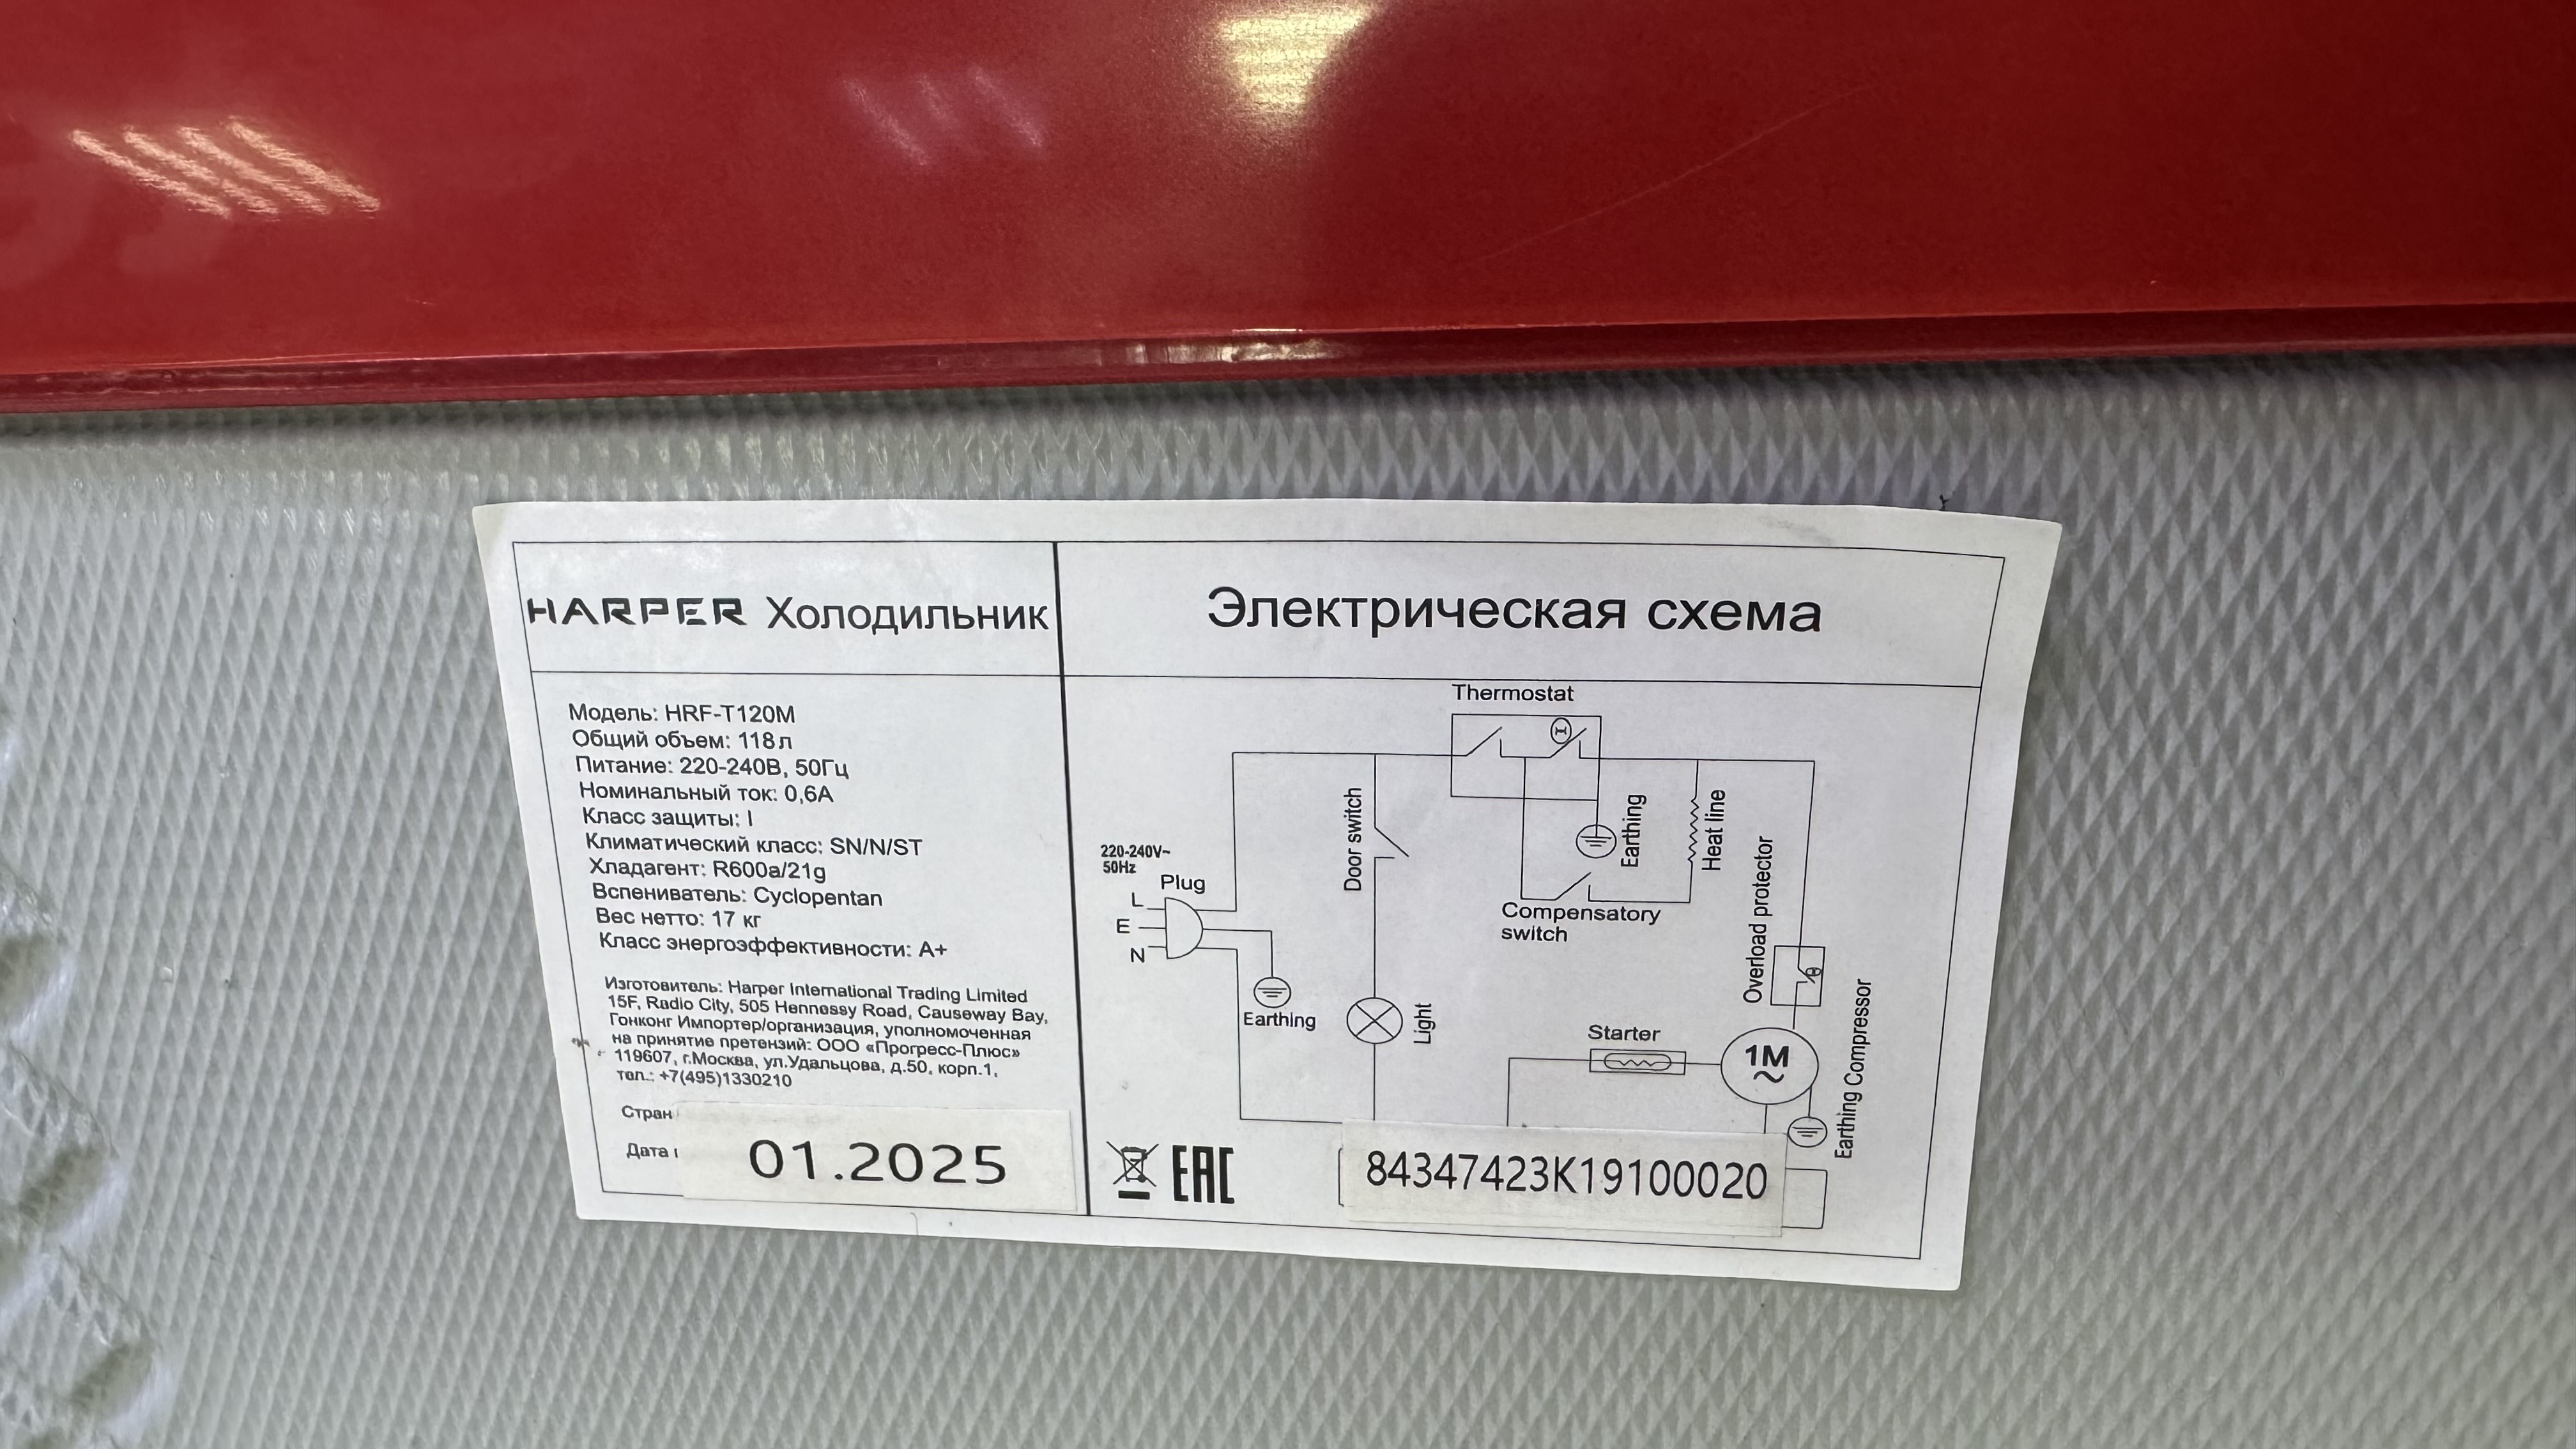 HARPER Холодильник
Модель: HRF-T120M
Общий объем: 118 л
Питание: 220-240В, 50Гц
Номинальный ток: 0,6А
Класс защиты: I
Климатический класс: SN/N/ST
Хладагент: R600a/21g
Вспениватель: Cyclopentan
Вес нетто: 17 кг
Класс энергоэффективности: А+
Изготовитель: Harper International Trading Limited
15F, Radio City, 505 Hennessy Road, Causeway Bay,
Гонконг Импортер/организация, уполномоченная
на принятие претензий: ООО «Прогресс-Плюс»
119607, г.Москва, ул.Удальцова, д.50, корп.1,
тел.: +7(495)1330210
Стран
Дата
01.2025
Электрическая схема
Thermostat
Door switch
Earthing
Heat line
Compensatory
switch
Overload protector
220-240V~
50Hz
Plug
L
E
N
Earthing
Light
Starter
1M
~
Earthing Compressor
EAC
84347423K19100020